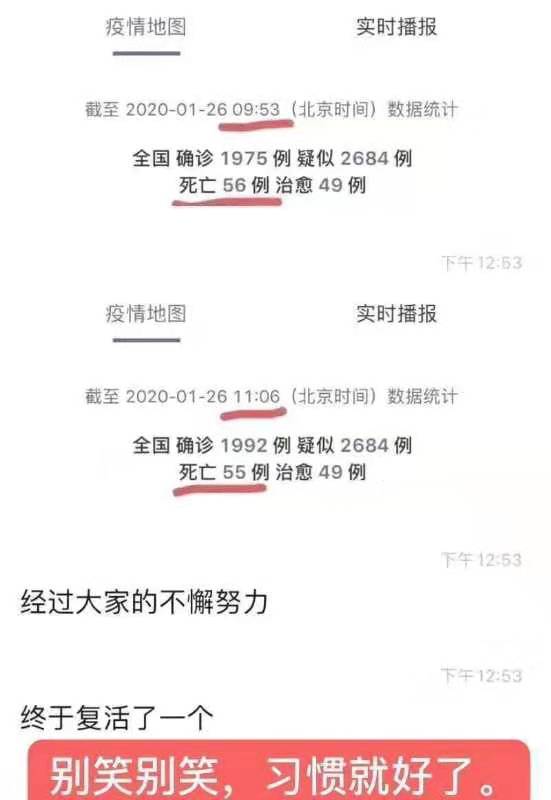 疫情地图 实时播报
截至 2020-01-26 09:53（北京时间）数据统计
全国 确诊 1975 例 疑似 2684 例
死亡 56 例 治愈 49 例
下午 12:53
疫情地图 实时播报
截至 2020-01-26 11:06（北京时间）数据统计
全国 确诊 1992 例 疑似 2684 例
死亡 55 例 治愈 49 例
下午 12:53
经过大家的不懈努力
下午 12:53
终于复活了一个
别笑别笑，习惯就好了。